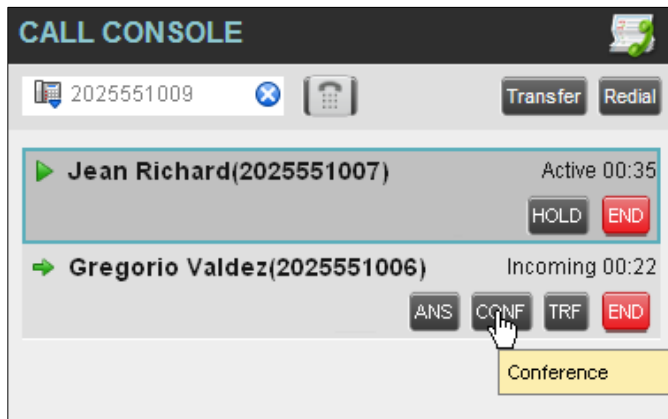 CALL CONSOLE
2025551009 Transfer Redial
Jean Richard(2025551007) Active 00:35
HOLD END
Gregorio Valdez(2025551006) Incoming 00:22
ANS CONF TRF END
Conference